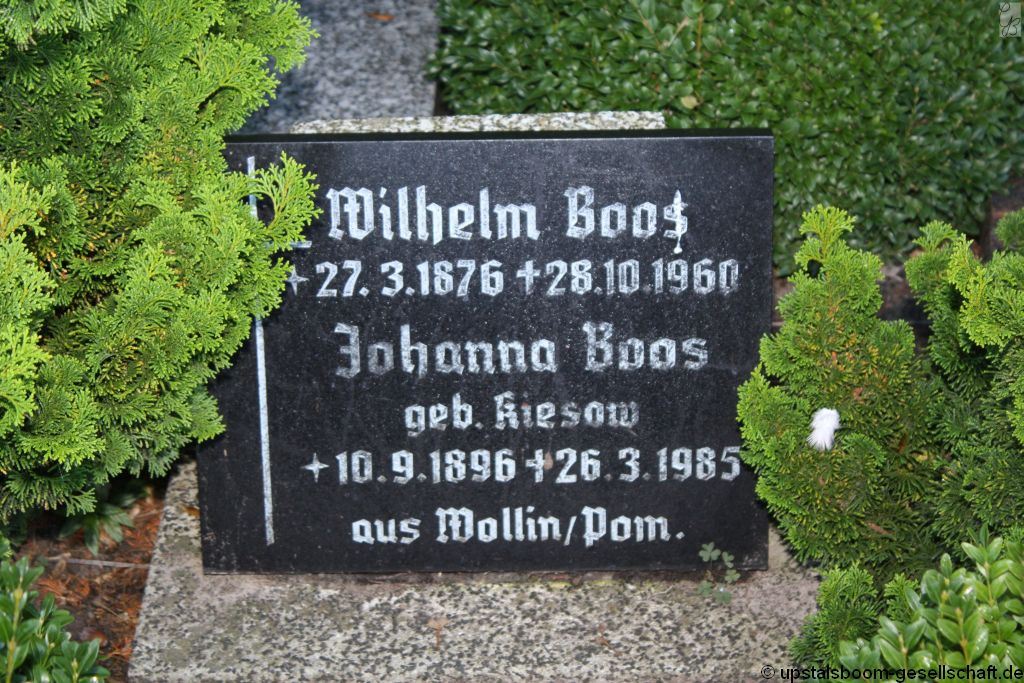 Wilhelm Boos
+ 27.3.1876 + 28.10.1960
Johanna Boos
geb. Kiesow
+ 10.9.1896 + 26.3.1985
aus Wollin/Pom.
© upstalsboom-gesellschaft.de